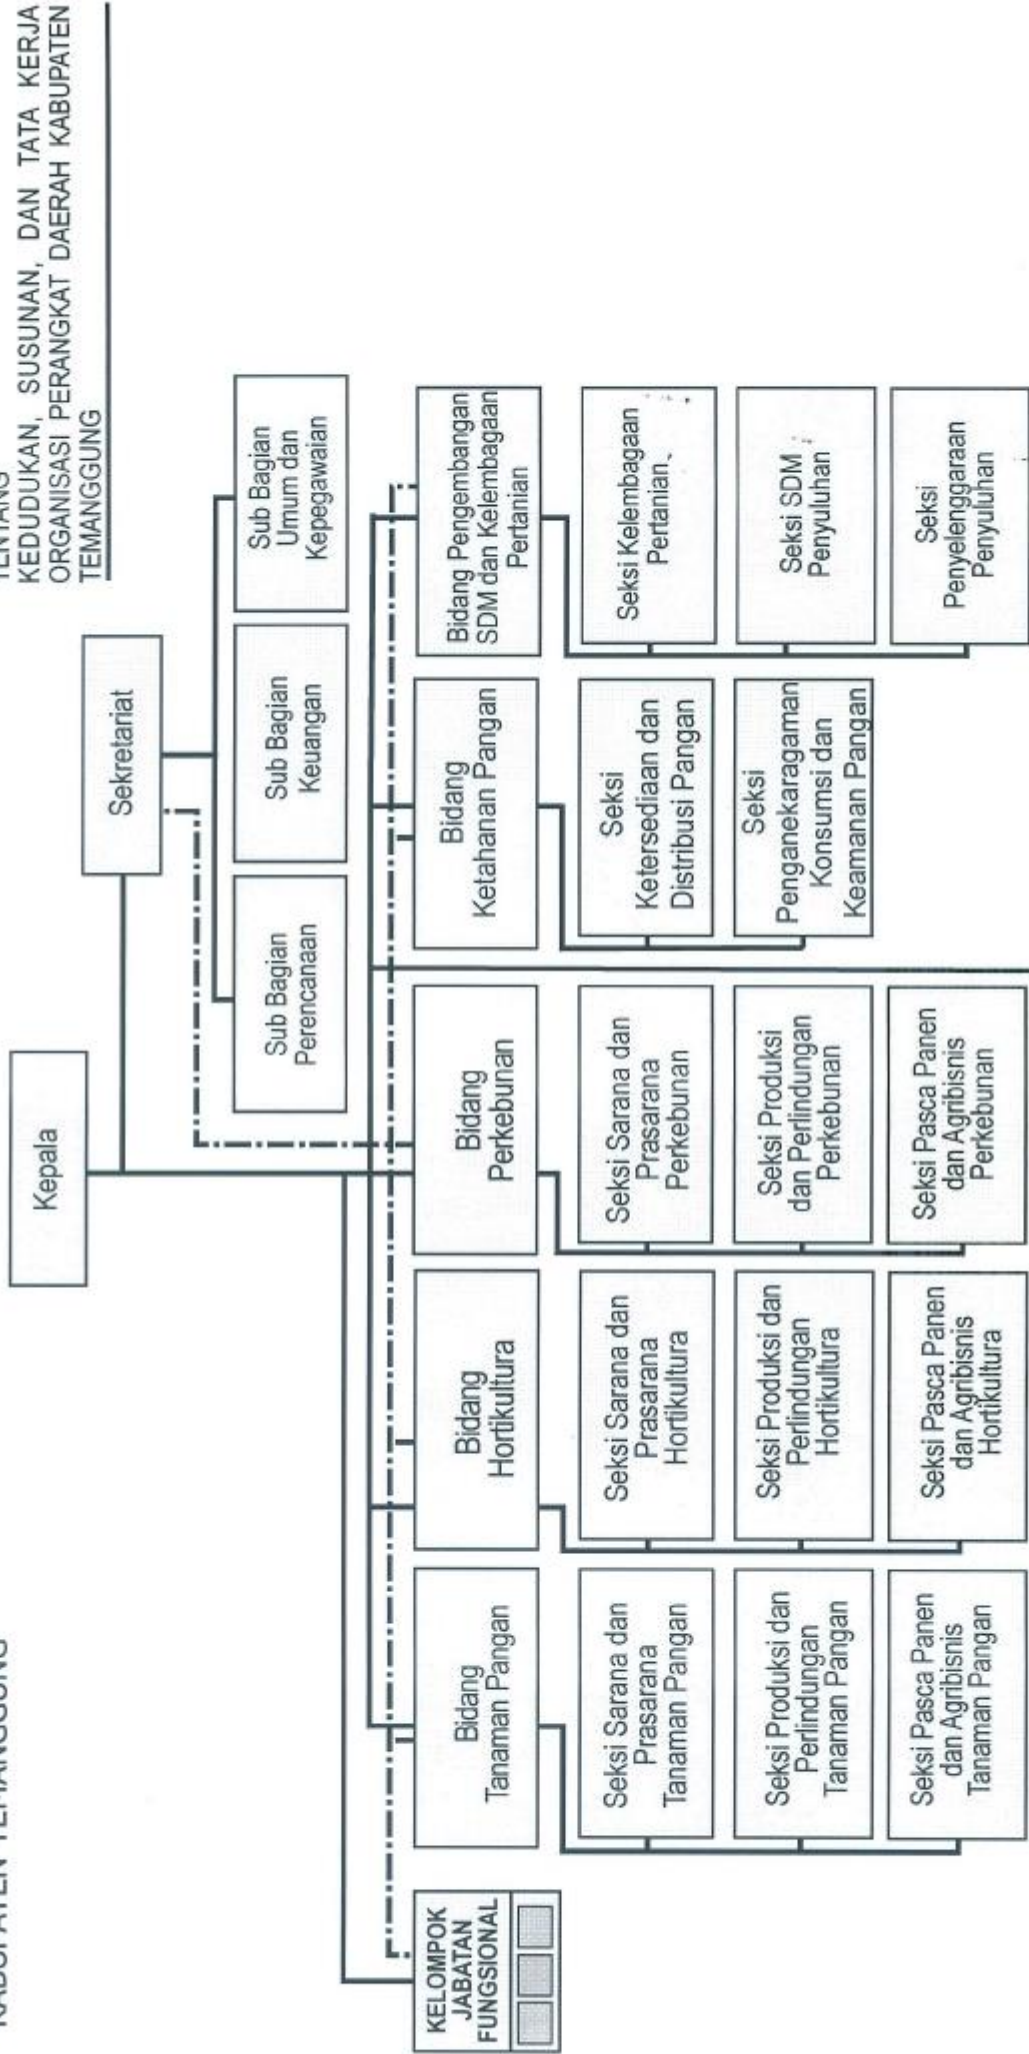 KEDUDUKAN, SUSUNAN, DAN TATA KERJA
ORGANISASI PERANGKAT DAERAH KABUPATEN
TEMANGGUNG
KABUPATEN TEMANGGUNG
Kepala
Sekretariat
Sub Bagian
Perencanaan
Sub Bagian
Keuangan
Sub Bagian
Umum dan
Kepegawaian
KELOMPOK
JABATAN
FUNGSIONAL
Bidang
Tanaman Pangan
Bidang
Hortikultura
Bidang
Perkebunan
Bidang
Ketahanan Pangan
Bidang Pengembangan
SDM dan Kelembagaan
Pertanian
Seksi Sarana dan
Prasarana
Tanaman Pangan
Seksi Sarana dan
Prasarana
Hortikultura
Seksi Sarana dan
Prasarana
Perkebunan
Seksi
Ketersediaan dan
Distribusi Pangan
Seksi Kelembagaan
Pertanian
Seksi Produksi dan
Perlindungan
Tanaman Pangan
Seksi Produksi dan
Perlindungan
Hortikultura
Seksi Produksi
dan Perlindungan
Perkebunan
Seksi
Penganekaragaman
Konsumsi dan
Keamanan Pangan
Seksi SDM
Penyuluhan
Seksi Pasca Panen
dan Agribisnis
Tanaman Pangan
Seksi Pasca Panen
dan Agribisnis
Hortikultura
Seksi Pasca Panen
dan Agribisnis
Perkebunan
Seksi
Penyelenggaraan
Penyuluhan